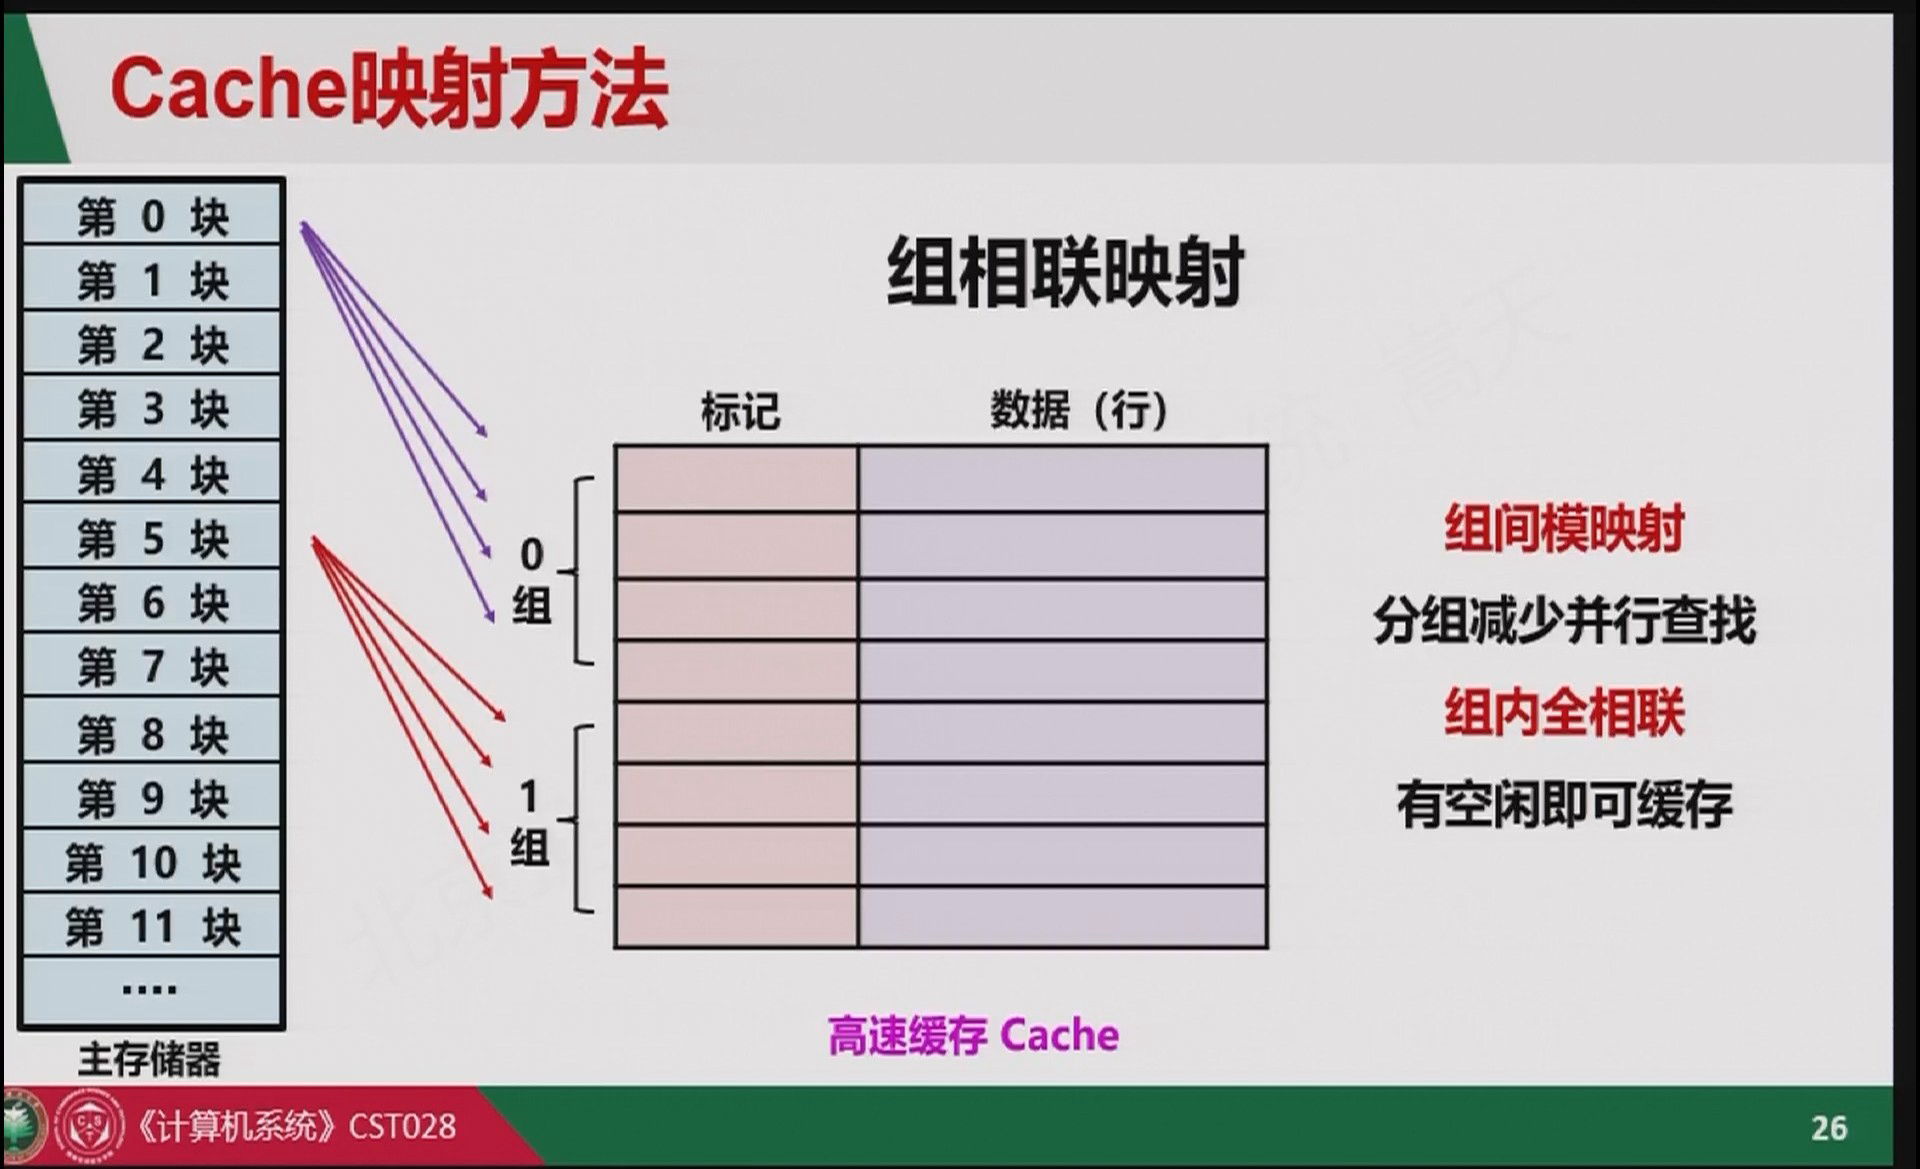 Cache映射方法
第 0 块
第 1 块
第 2 块
第 3 块
第 4 块
第 5 块
第 6 块
第 7 块
第 8 块
第 9 块
第 10 块
第 11 块
....
主存储器
组相联映射
标记
数据（行）
0
组
1
组
高速缓存 Cache
组间模映射
分组减少并行查找
组内全相联
有空闲即可缓存
《计算机系统》CST028
26